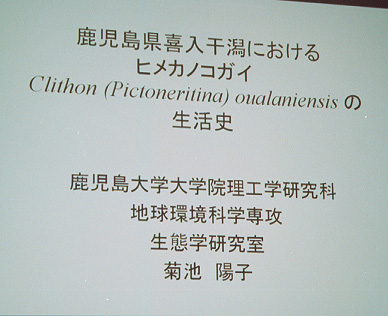 鹿児島県喜入干潟における
ヒメカノコガイ
Clithon (Pictoneritina) oualaniensis の
生活史
鹿児島大学大学院理工学研究科
地球環境科学専攻
生態学研究室
菊池 陽子